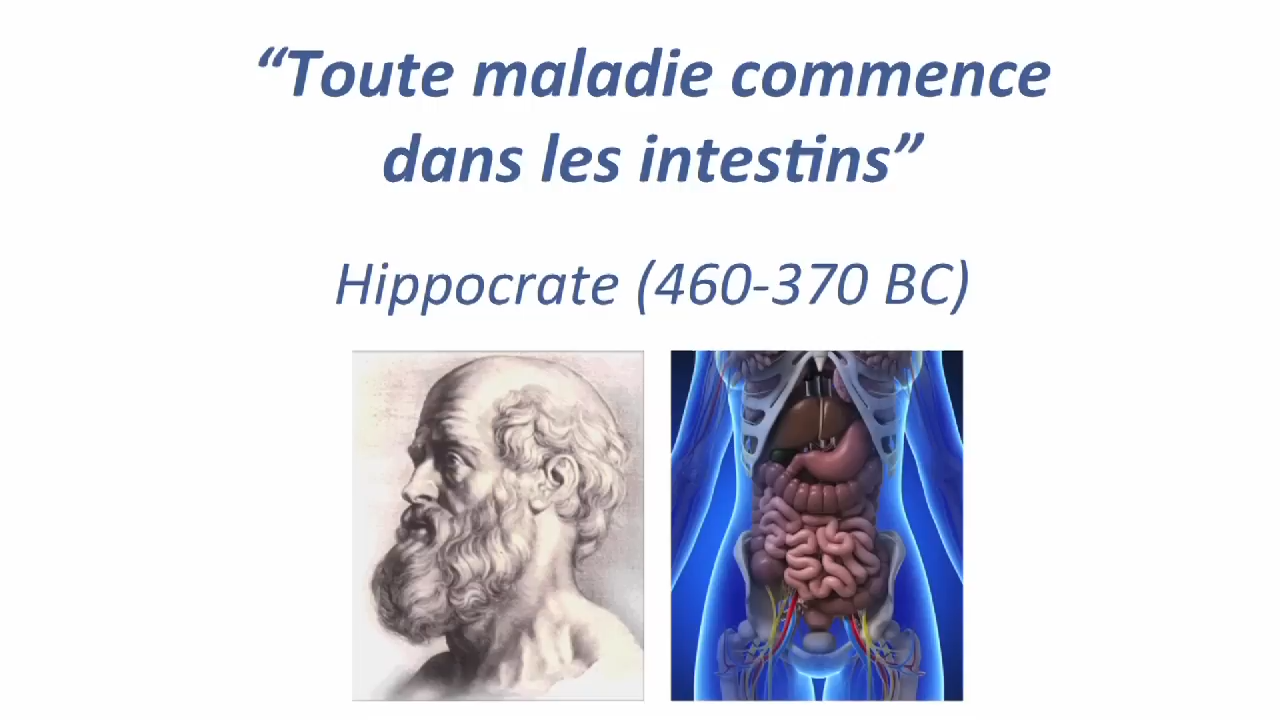 “Toute maladie commence
dans les intestins”
Hippocrate (460-370 BC)